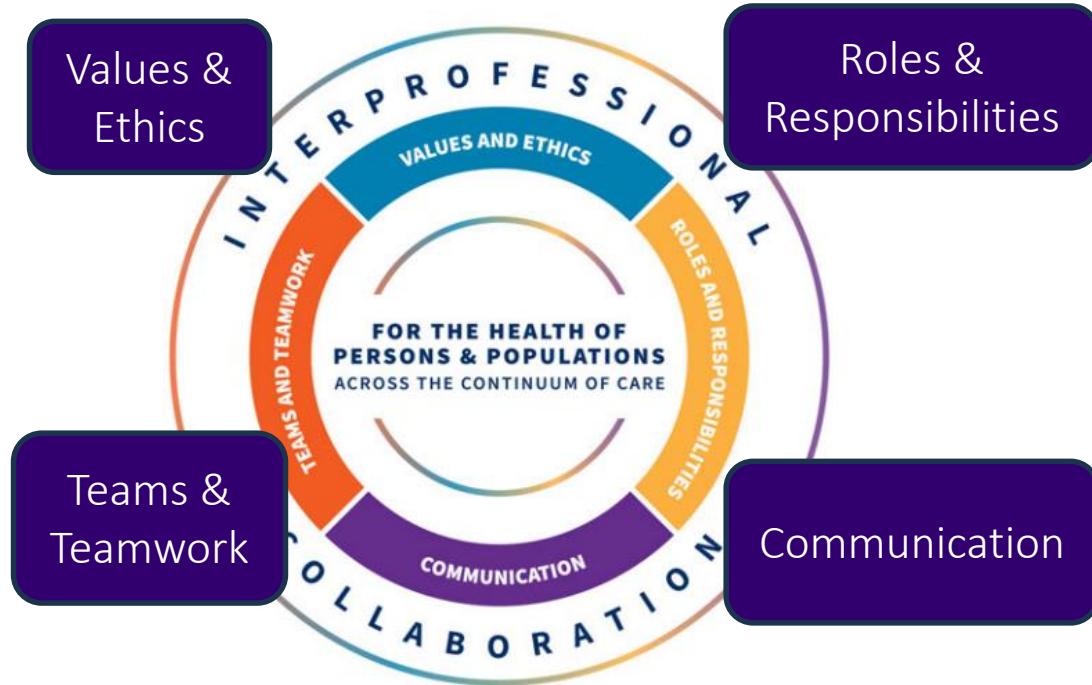 Values &
Ethics
Roles &
Responsibilities
INTERPROFESSIONAL
VALUES AND ETHICS
ROLES AND RESPONSIBILITIES
TEAMS AND TEAMWORK
FOR THE HEALTH OF
PERSONS & POPULATIONS
ACROSS THE CONTINUUM OF CARE
COMMUNICATION
Teams &
Teamwork
Communication
COLLABORATION